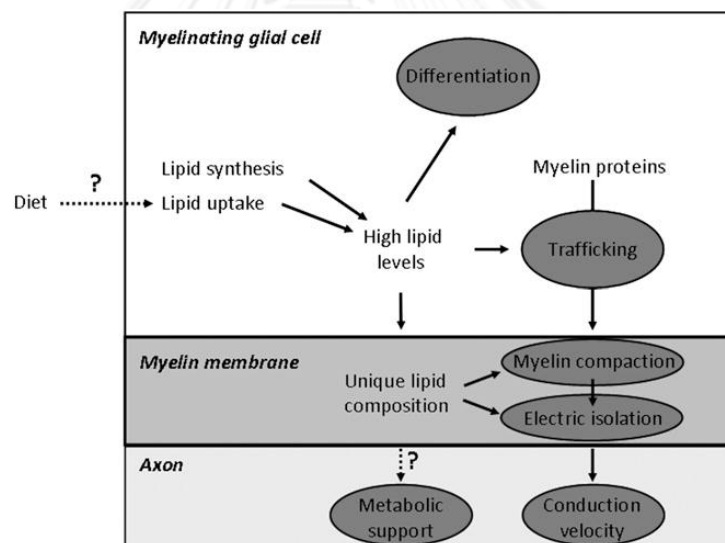 Myelinating glial cell
Differentiation
Lipid synthesis
Myelin proteins
?
Diet
Lipid uptake
High lipid
levels
Trafficking
Myelin membrane
Myelin compaction
Unique lipid
composition
Electric isolation
Axon
?
Metabolic
support
Conduction
velocity